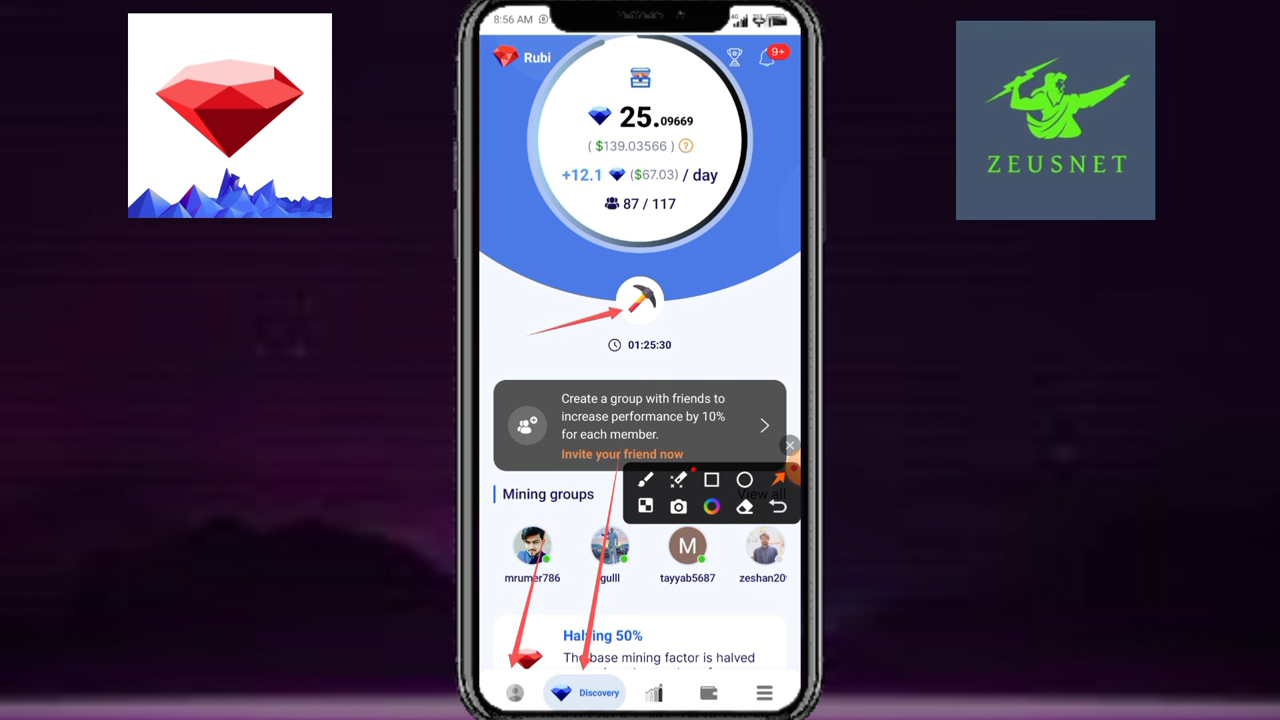 8:56 AM
4G
Rubi
9+
25.09669
( $139.03566 ) ?
+12.1 ($67.03) / day
87 / 117
01:25:30
Create a group with friends to
increase performance by 10%
for each member.
Invite your friend now
Mining groups
View all
M
mrumer786
gulll
tayyab5687
zeshan20
Halving 50%
The base mining factor is halved
Discovery
ZEUSNET